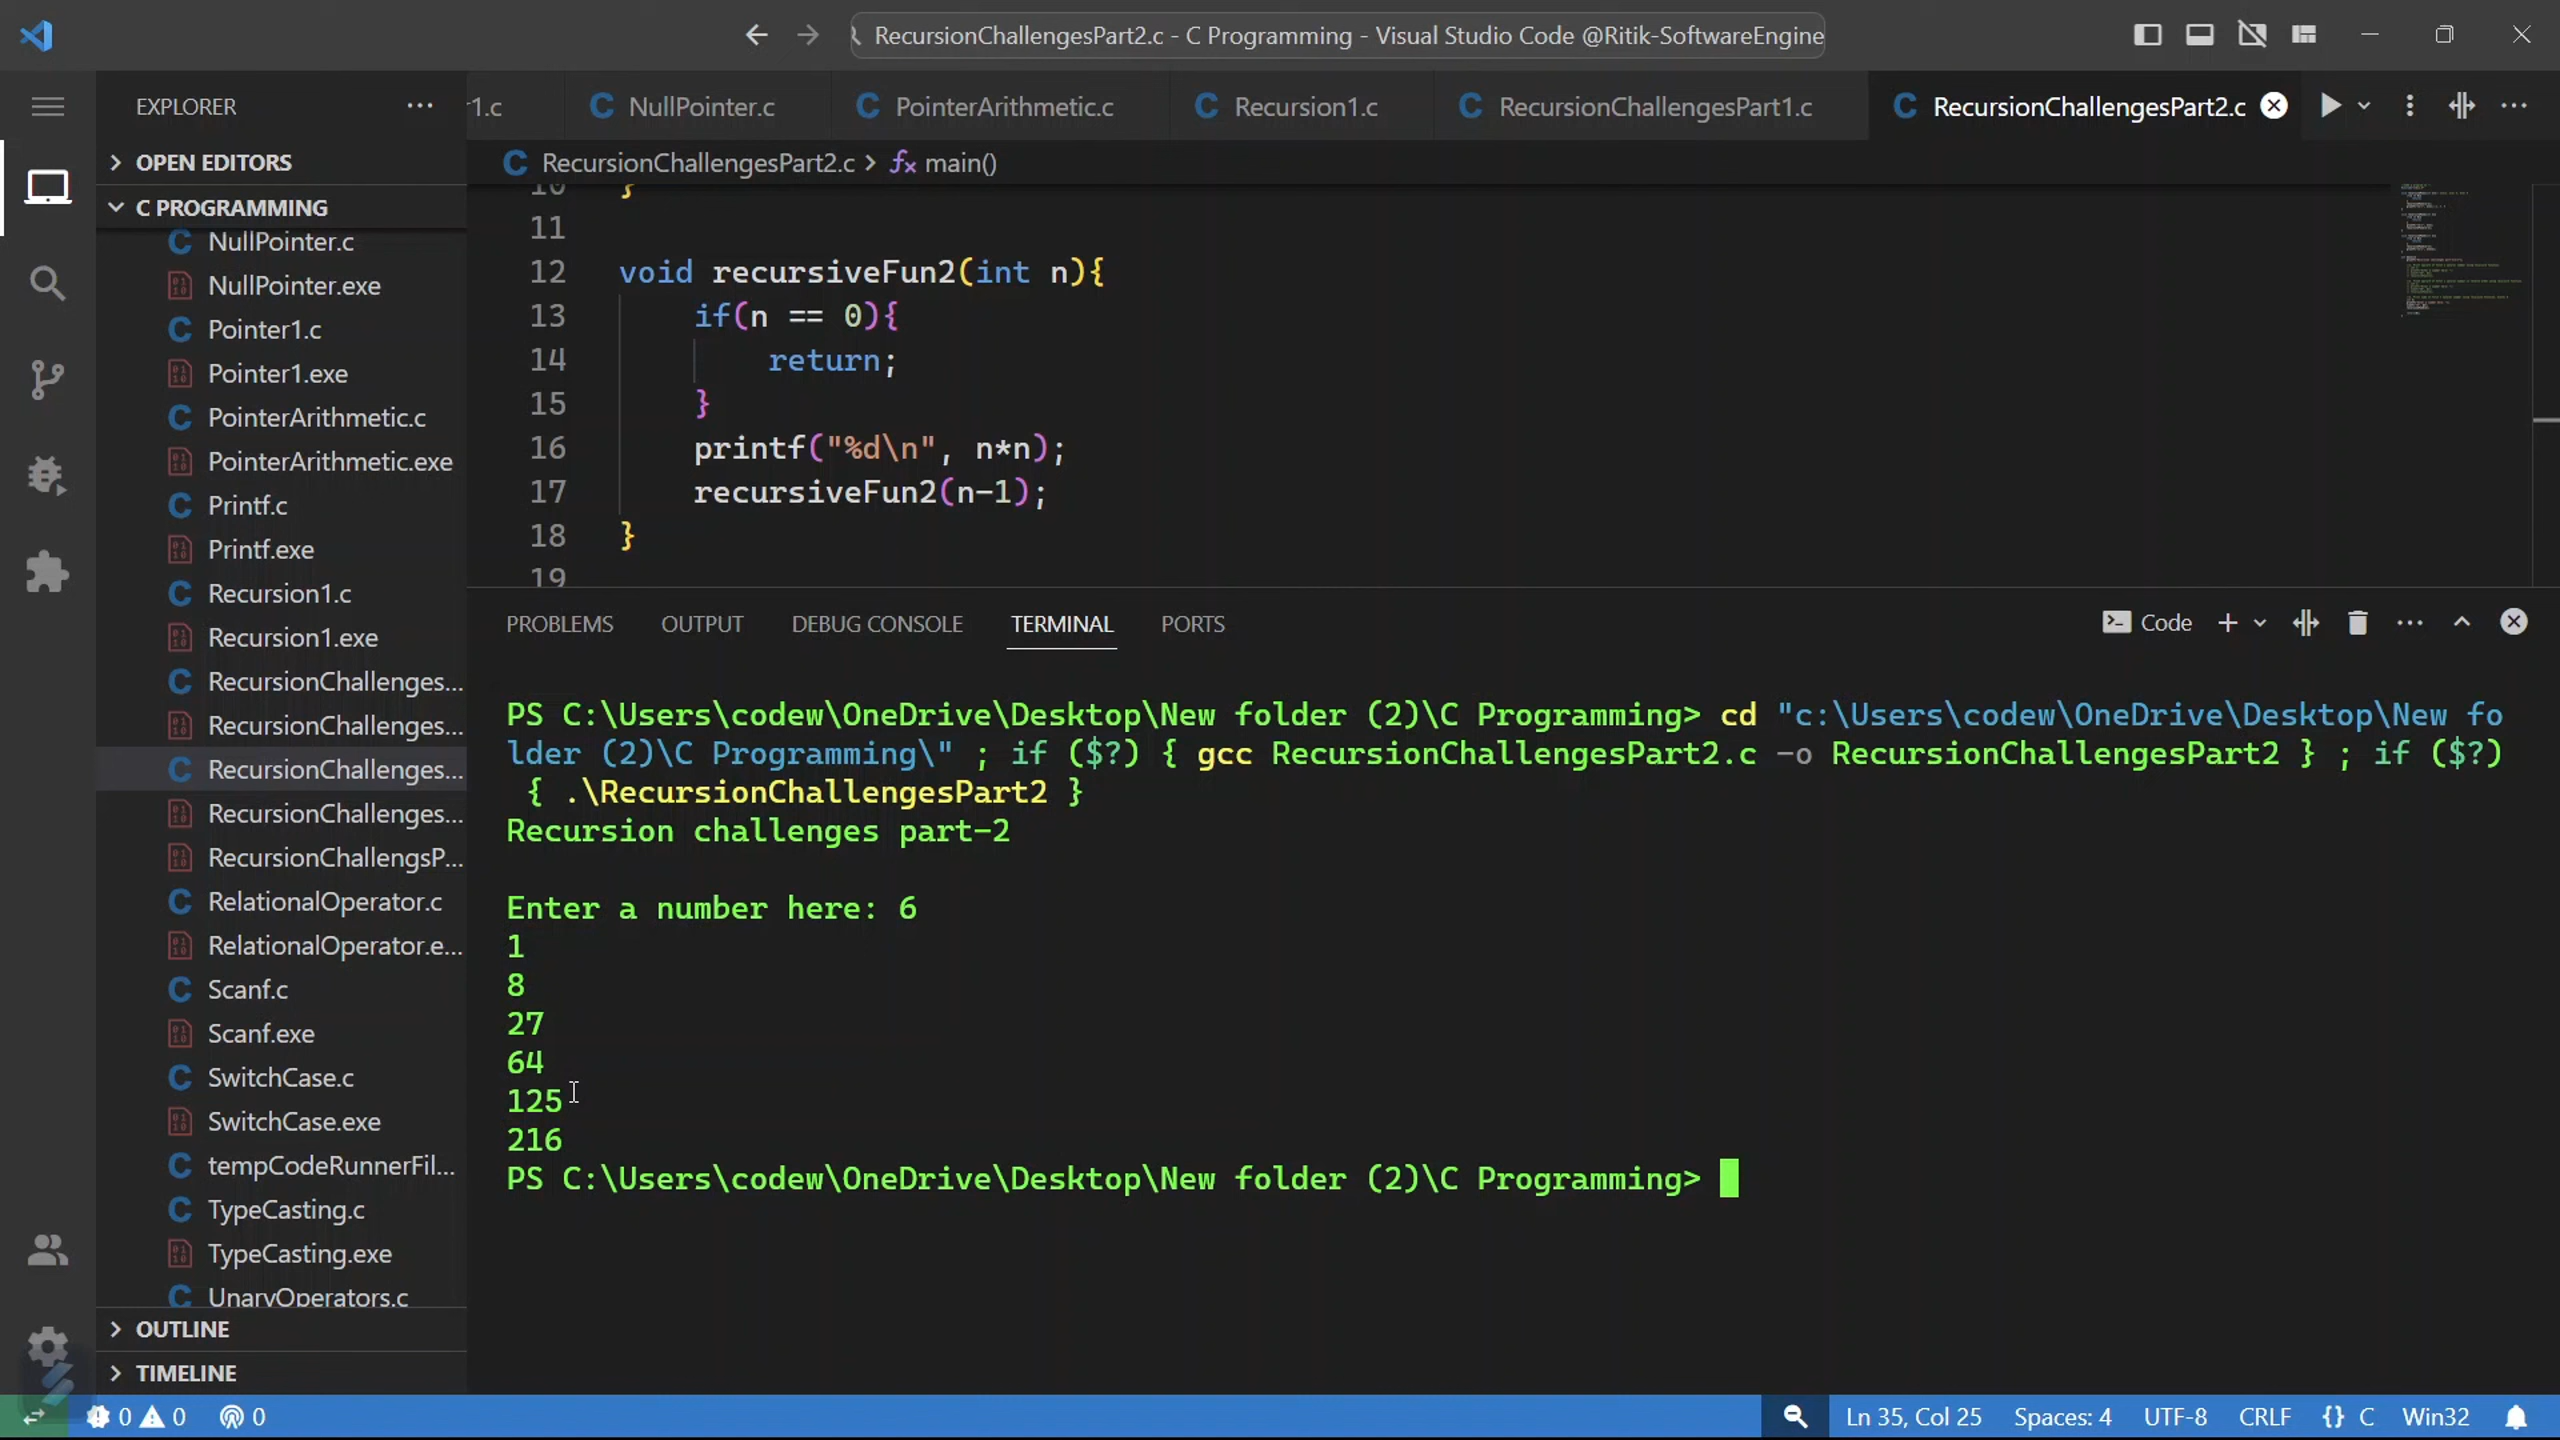 RecursionChallengesPart2.c - C Programming - Visual Studio Code @Ritik-SoftwareEngine
EXPLORER
OPEN EDITORS
C PROGRAMMING
NullPointer.c
NullPointer.exe
Pointer1.c
Pointer1.exe
PointerArithmetic.c
PointerArithmetic.exe
Printf.c
Printf.exe
Recursion1.c
Recursion1.exe
RecursionChallenges...
RecursionChallenges...
RecursionChallenges...
RecursionChallenges...
RecursionChallengsP...
RelationalOperator.c
RelationalOperator.e...
Scanf.c
Scanf.exe
SwitchCase.c
SwitchCase.exe
tempCodeRunnerFil...
TypeCasting.c
TypeCasting.exe
UnaryOperators.c
OUTLINE
TIMELINE
r1.c NullPointer.c PointerArithmetic.c Recursion1.c RecursionChallengesPart1.c RecursionChallengesPart2.c
RecursionChallengesPart2.c > main()
10 }
11
12 void recursiveFun2(int n){
13 if(n == 0){
14 return;
15 }
16 printf("%d\n", n*n);
17 recursiveFun2(n-1);
18 }
19
PROBLEMS OUTPUT DEBUG CONSOLE TERMINAL PORTS Code
PS C:\Users\codew\OneDrive\Desktop\New folder (2)\C Programming> cd "c:\Users\codew\OneDrive\Desktop\New fo
lder (2)\C Programming\" ; if ($?) { gcc RecursionChallengesPart2.c -o RecursionChallengesPart2 } ; if ($?)
{ .\RecursionChallengesPart2 }
Recursion challenges part-2
Enter a number here: 6
1
8
27
64
125
216
PS C:\Users\codew\OneDrive\Desktop\New folder (2)\C Programming>
0 0 0 Ln 35, Col 25 Spaces: 4 UTF-8 CRLF {} C Win32